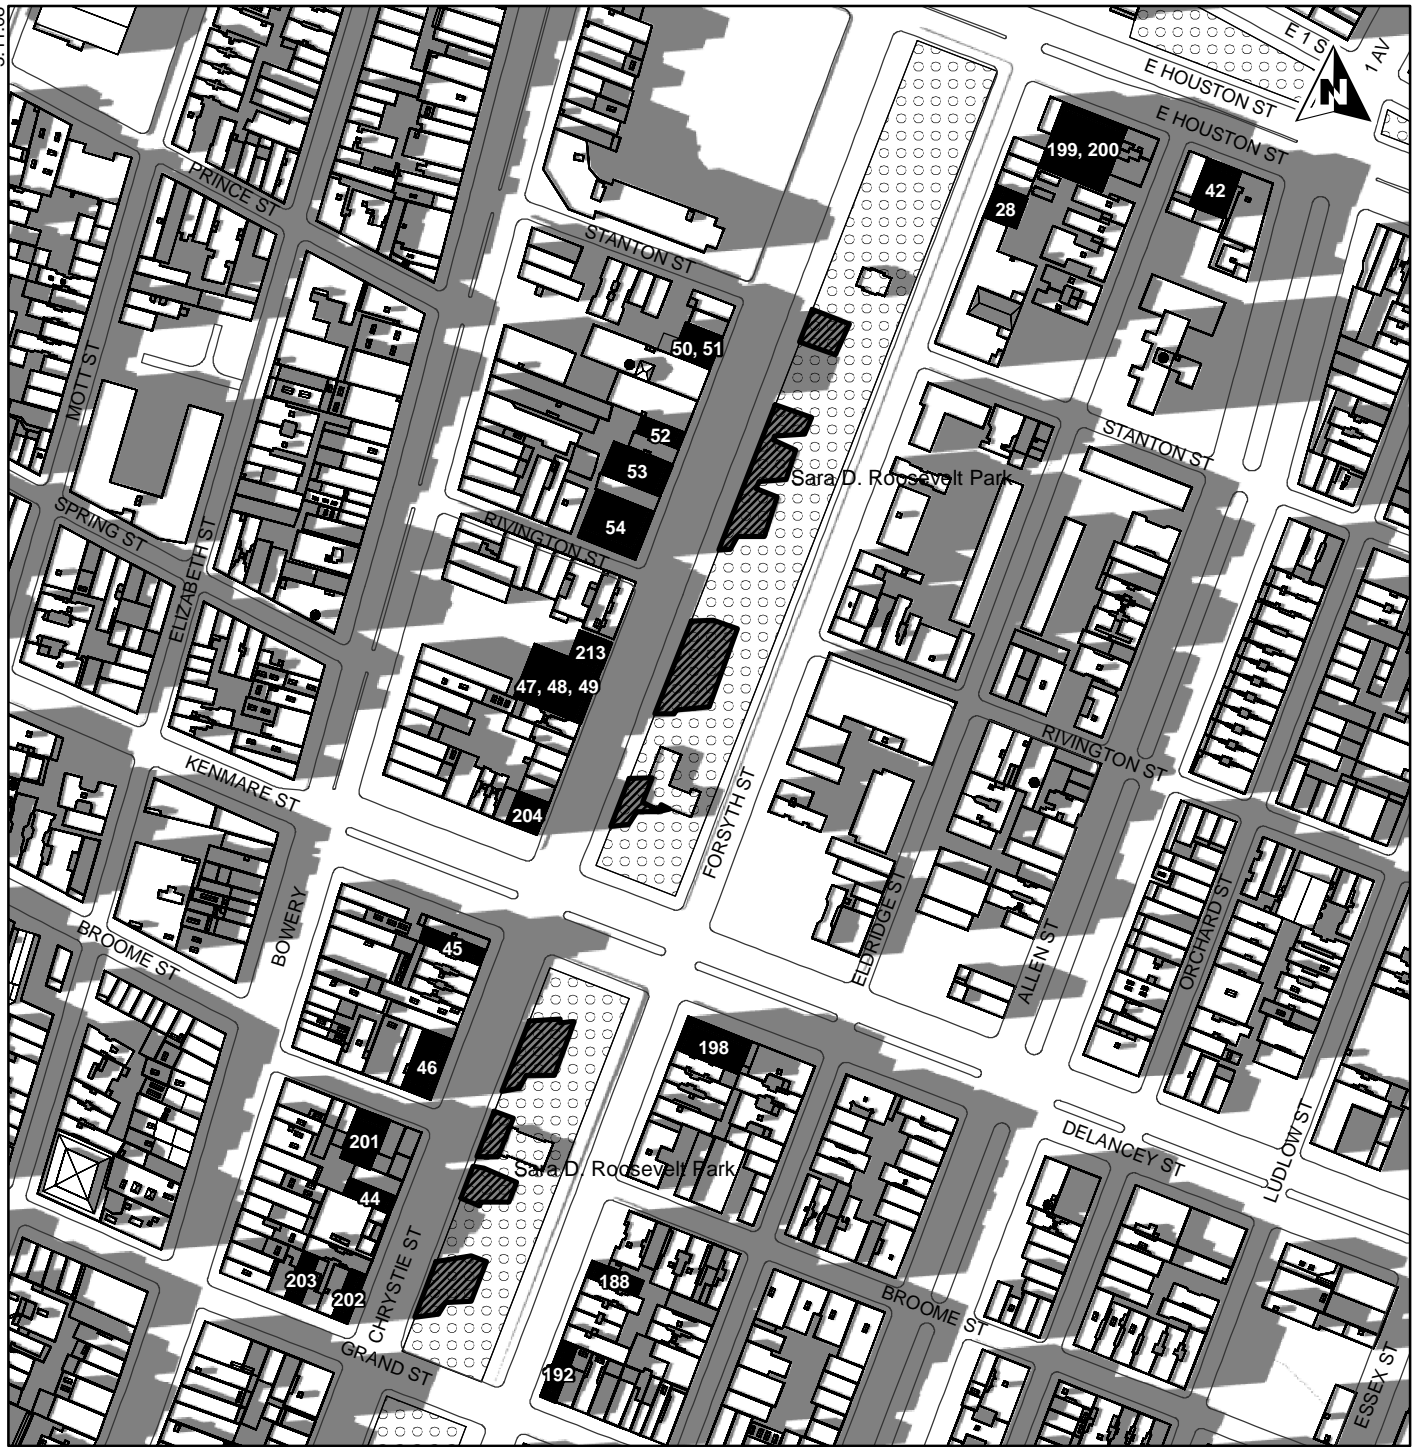 E 1 S
1 AV
E HOUSTON ST
N
E HOUSTON ST
199, 200
42
28
PRINCE ST
STANTON ST
50, 51
MOTT ST
52
STANTON ST
53
Sara D. Roosevelt Park
54
SPRING ST
RIVINGTON ST
ELIZABETH ST
213
47, 48, 49
RIVINGTON ST
KENMARE ST
204
FORSYTH ST
BOWERY
ELDRIDGE ST
ORCHARD ST
BROOME ST
45
ALLEN ST
198
46
201
DELANCEY ST
LUDLOW ST
Sara D. Roosevelt Park
44
CHRYSTIE ST
203
202
188
BROOME ST
GRAND ST
192
ESSEX ST